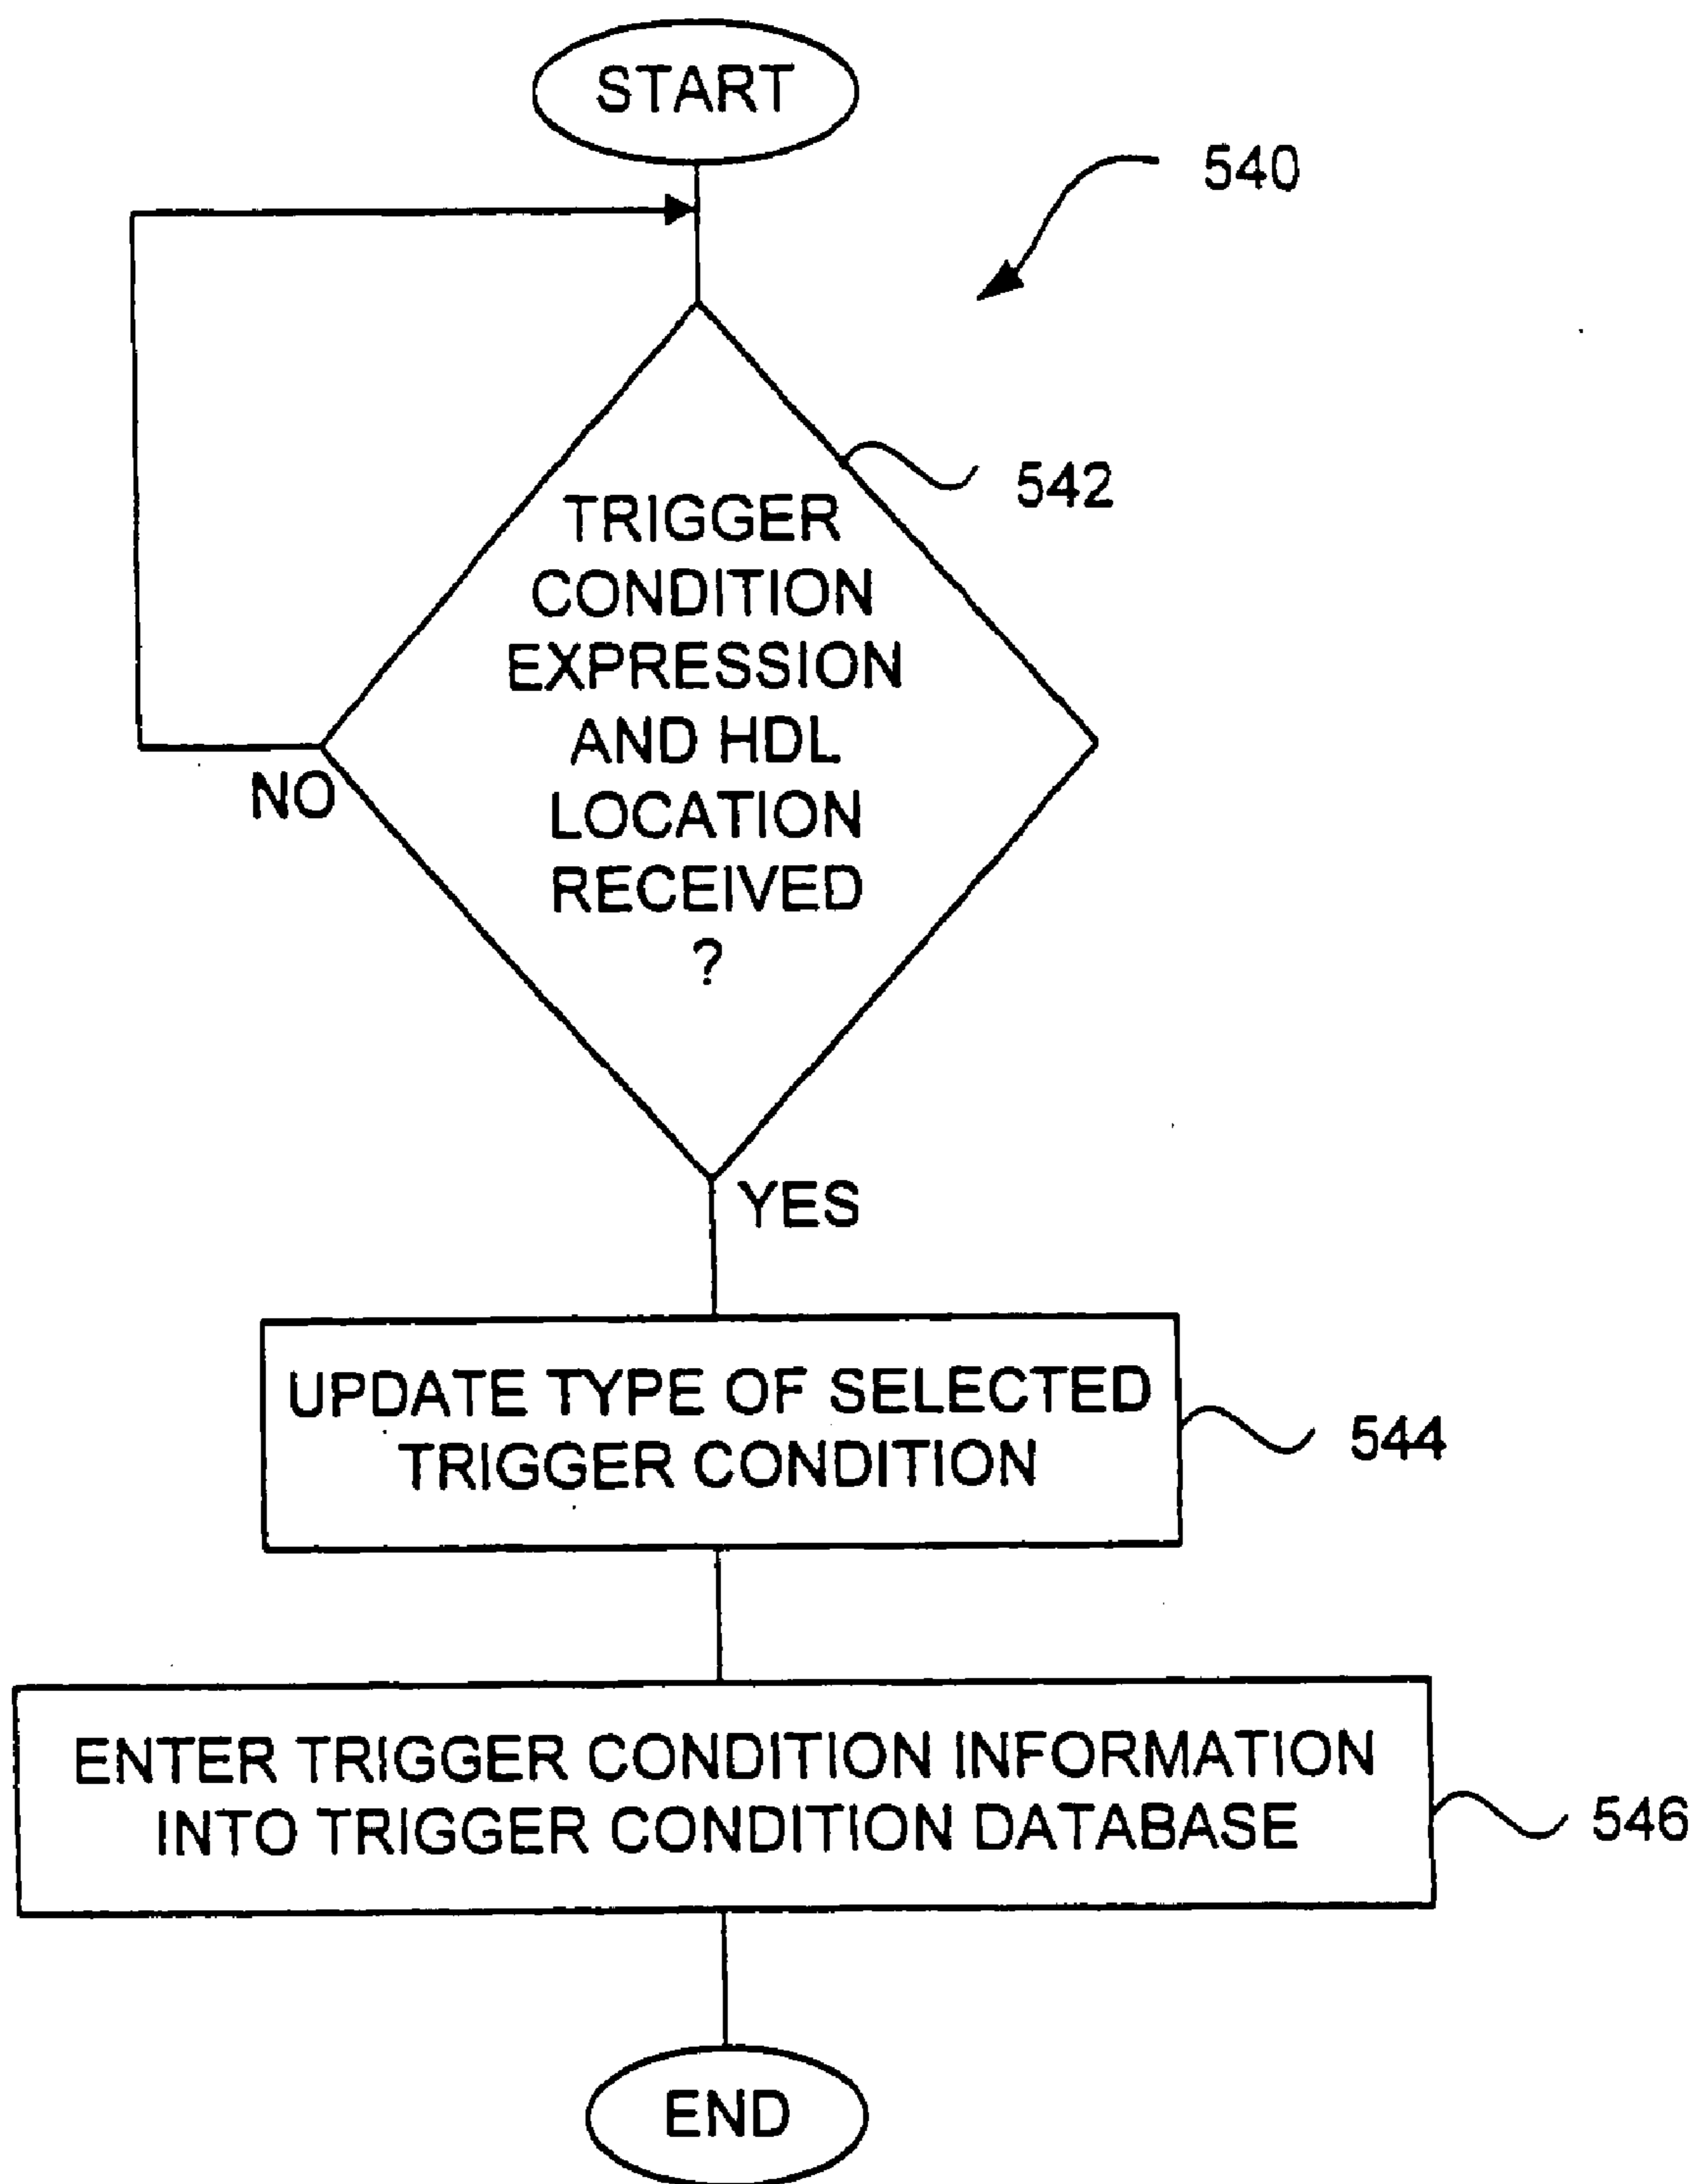 START
540
542
TRIGGER
CONDITION
EXPRESSION
AND HDL
LOCATION
RECEIVED
?
NO
YES
UPDATE TYPE OF SELECTED
TRIGGER CONDITION
544
ENTER TRIGGER CONDITION INFORMATION
INTO TRIGGER CONDITION DATABASE
546
END